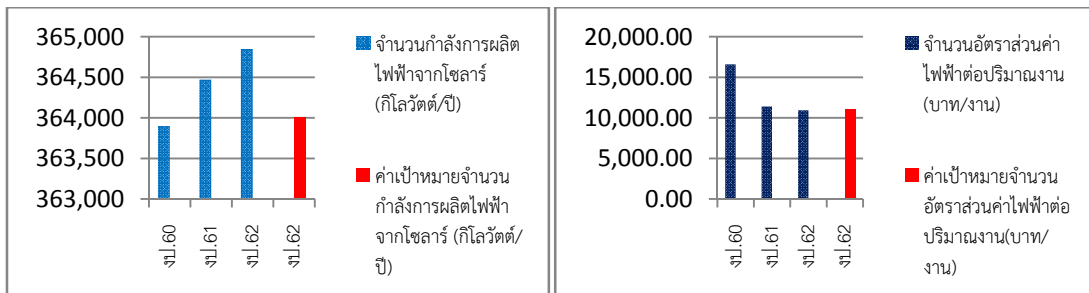 365,000
364,500
364,000
363,500
363,000
งป.60
งป.61
งป.62
งป.62
จำนวนกำลังการผลิต
ไฟฟ้าจากโซลาร์
(กิโลวัตต์/ปี)
ค่าเป้าหมายจำนวน
กำลังการผลิตไฟฟ้า
จากโซลาร์ (กิโลวัตต์/
ปี)
20,000.00
15,000.00
10,000.00
5,000.00
0.00
งป.60
งป.61
งป.62
งป.62
จำนวนอัตราส่วนค่า
ไฟฟ้าต่อปริมาณงาน
(บาท/งาน)
ค่าเป้าหมายจำนวน
อัตราส่วนค่าไฟฟ้าต่อ
ปริมาณงาน(บาท/
งาน)